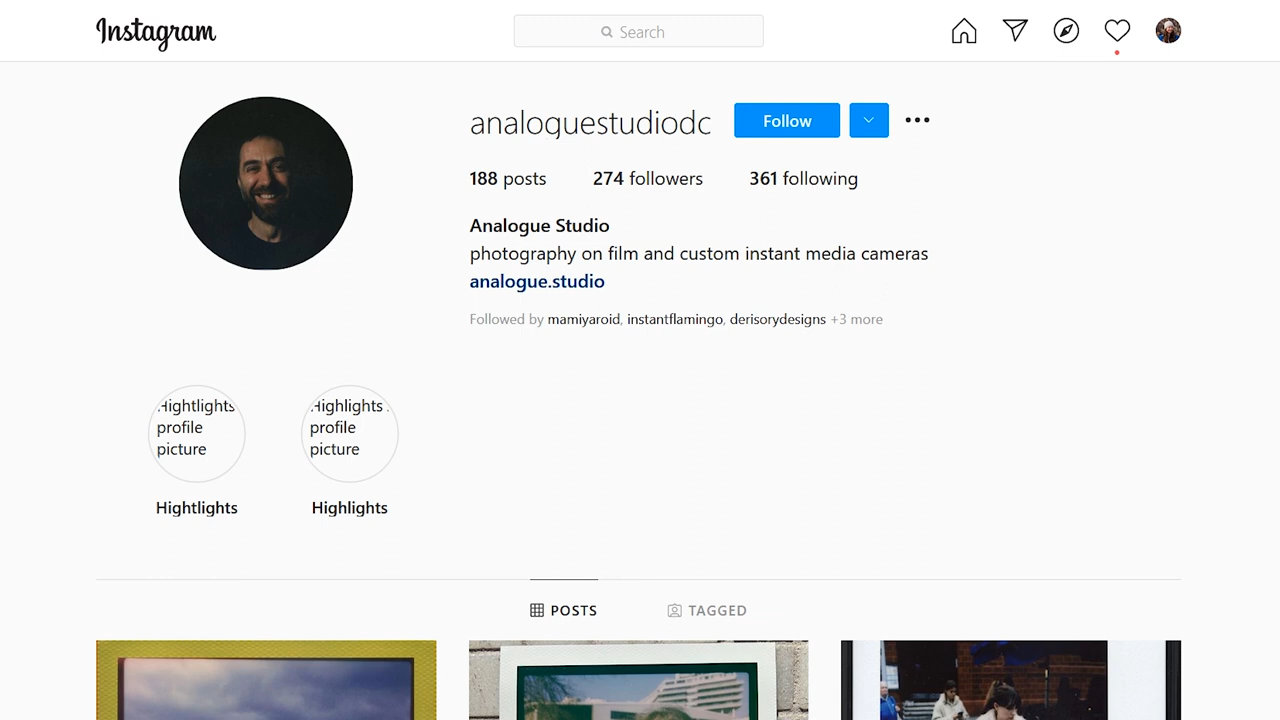 Instagram
Search
analoguestudiodc Follow
188 posts 274 followers 361 following
Analogue Studio
photography on film and custom instant media cameras
analogue.studio
Followed by mamiyaroid, instantflamingo, derisorydesigns +3 more
Hightlights
profile
picture
Highlights
profile
picture
Hightlights
Highlights
POSTS TAGGED